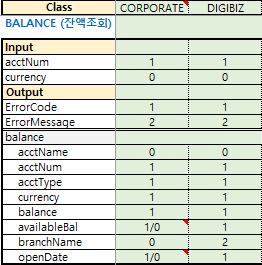 Class CORPORATE DIGIBIZ
BALANCE (잔액조회)
Input
acctNum 1 1
currency 0 0
Output
ErrorCode 1 1
ErrorMessage 2 2
balance
acctName 0 0
acctNum 1 1
acctType 1 1
currency 1 1
balance 1 1
availableBal 1/0 1
branchName 0 2
openDate 1/0 1